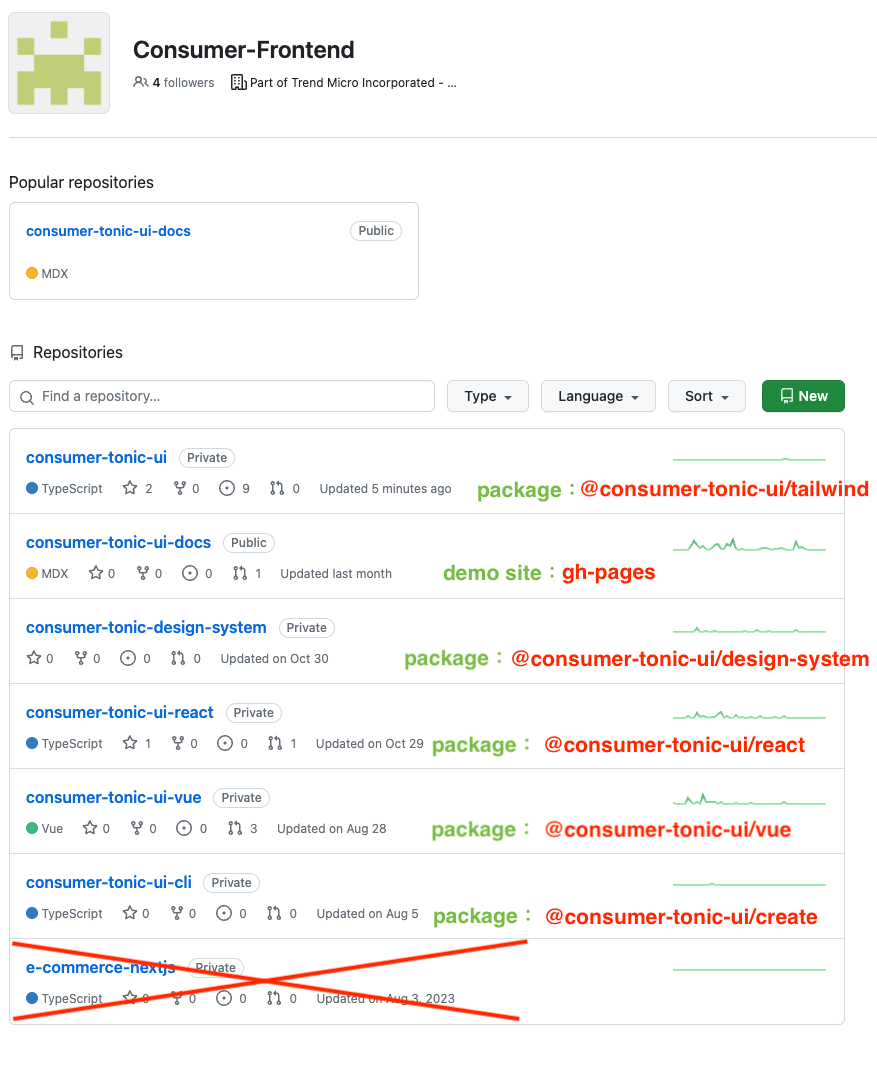 Consumer-Frontend
4 followers Part of Trend Micro Incorporated - ...
Popular repositories
consumer-tonic-ui-docs Public
MDX
Repositories
Find a repository... Type Language Sort New
consumer-tonic-ui Private
TypeScript 2 0 9 0 Updated 5 minutes ago package：@consumer-tonic-ui/tailwind
consumer-tonic-ui-docs Public
MDX 0 0 0 1 Updated last month demo site：gh-pages
consumer-tonic-design-system Private
0 0 0 0 Updated on Oct 30 package：@consumer-tonic-ui/design-system
consumer-tonic-ui-react Private
TypeScript 1 0 0 1 Updated on Oct 29 package： @consumer-tonic-ui/react
consumer-tonic-ui-vue Private
Vue 0 0 0 3 Updated on Aug 28 package： @consumer-tonic-ui/vue
consumer-tonic-ui-cli Private
TypeScript 0 0 0 0 Updated on Aug 5 package： @consumer-tonic-ui/create
e-commerce-nextjs Private
TypeScript 0 0 0 0 Updated on Aug 3, 2023